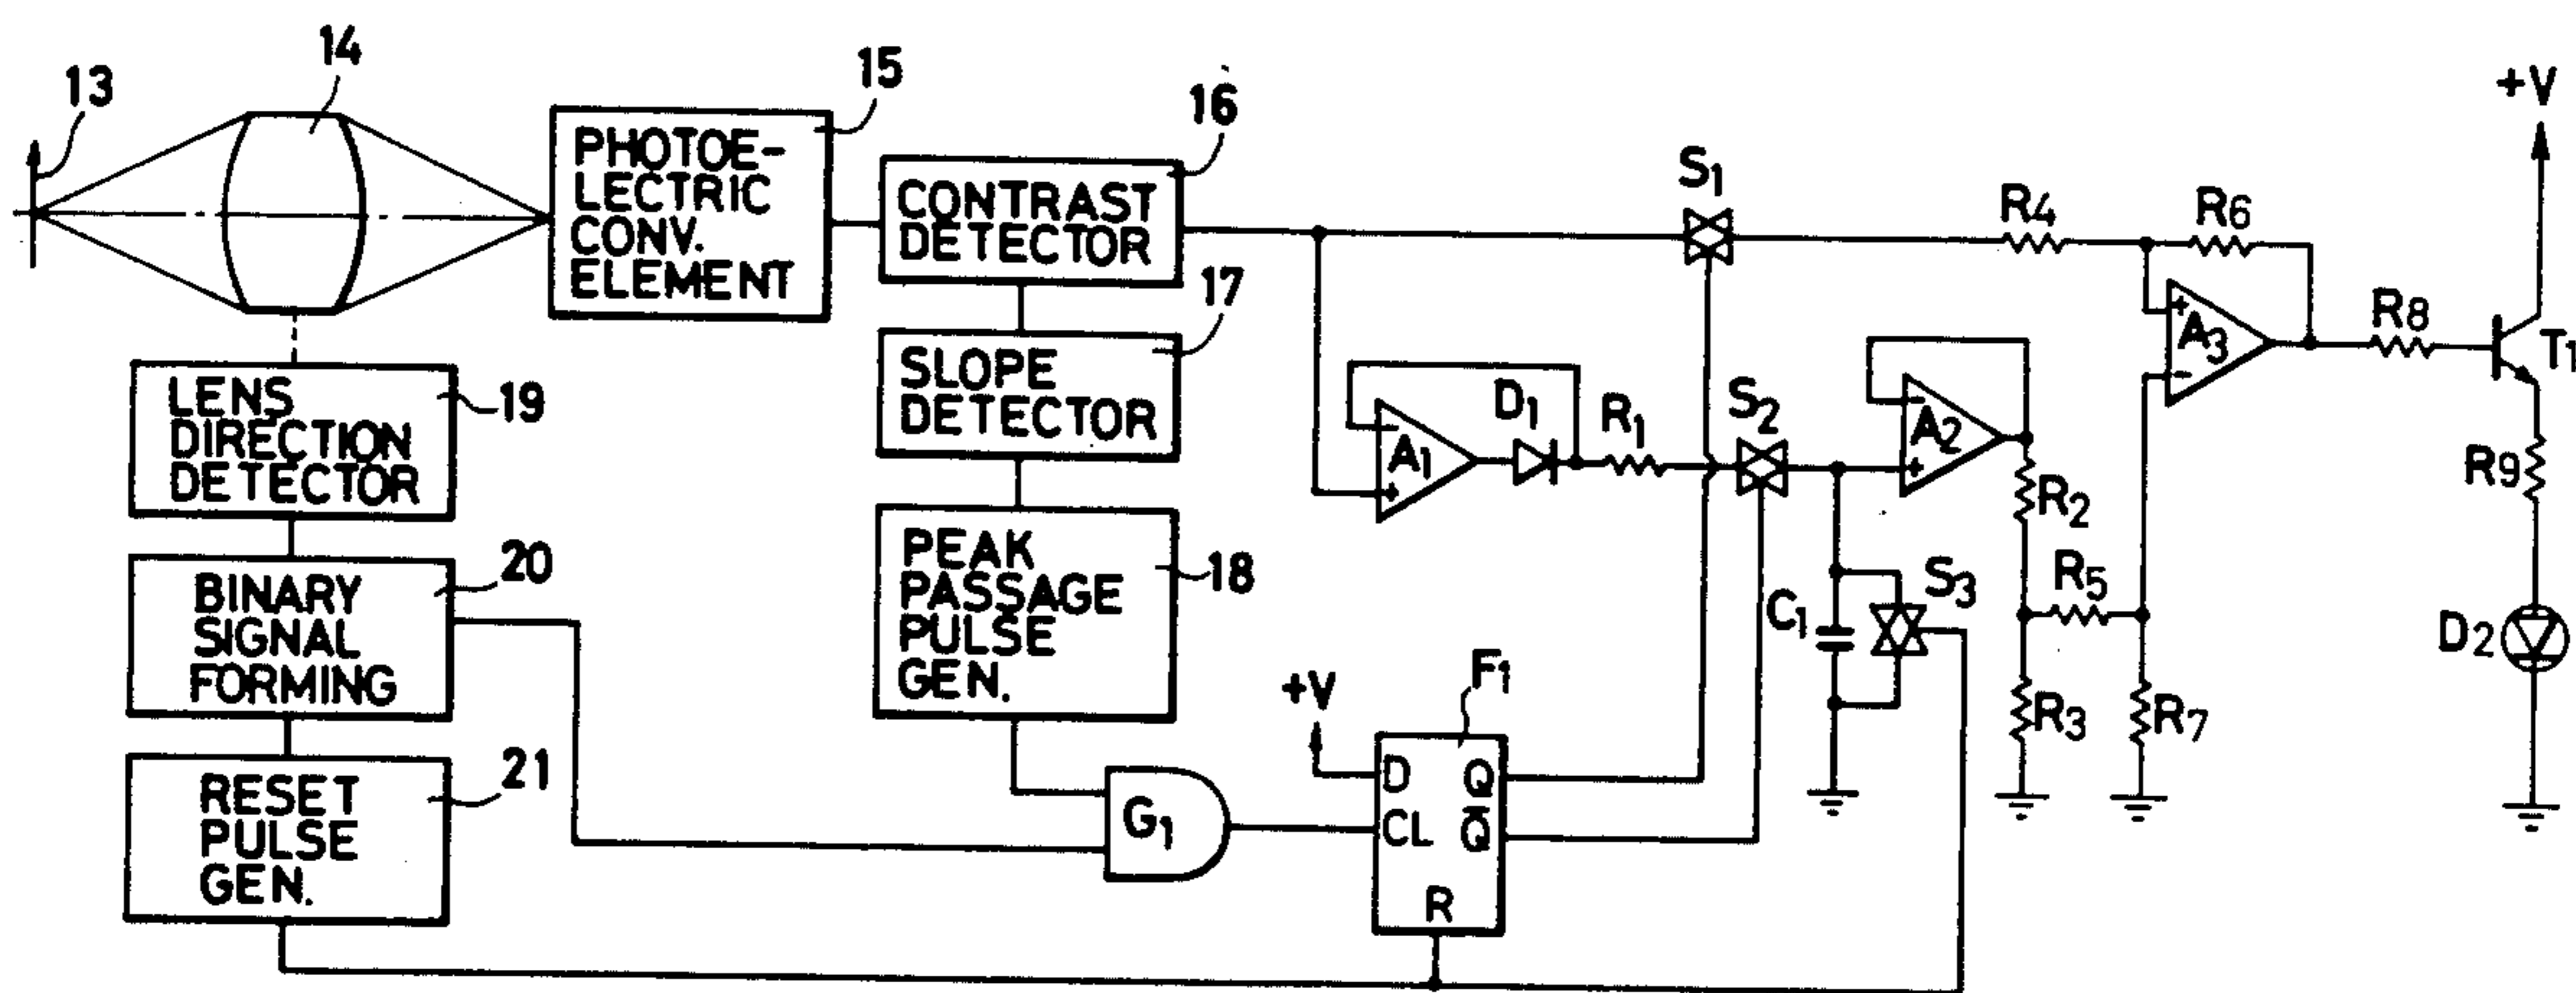 13
14
15
PHOTOE-
LECTRIC
CONV.
ELEMENT
16
CONTRAST
DETECTOR
17
SLOPE
DETECTOR
PEAK
PASSAGE
PULSE
GEN.
18
LENS
DIRECTION
DETECTOR
19
BINARY
SIGNAL
FORMING
20
RESET
PULSE
GEN.
21
G1
+V
F1
D
Q
CL
Q̅
R
S1
A1
-
+
D1
R1
S2
C1
S3
A2
-
+
R2
R3
R5
R7
R4
R6
A3
+
-
R8
+V
T1
R9
D2